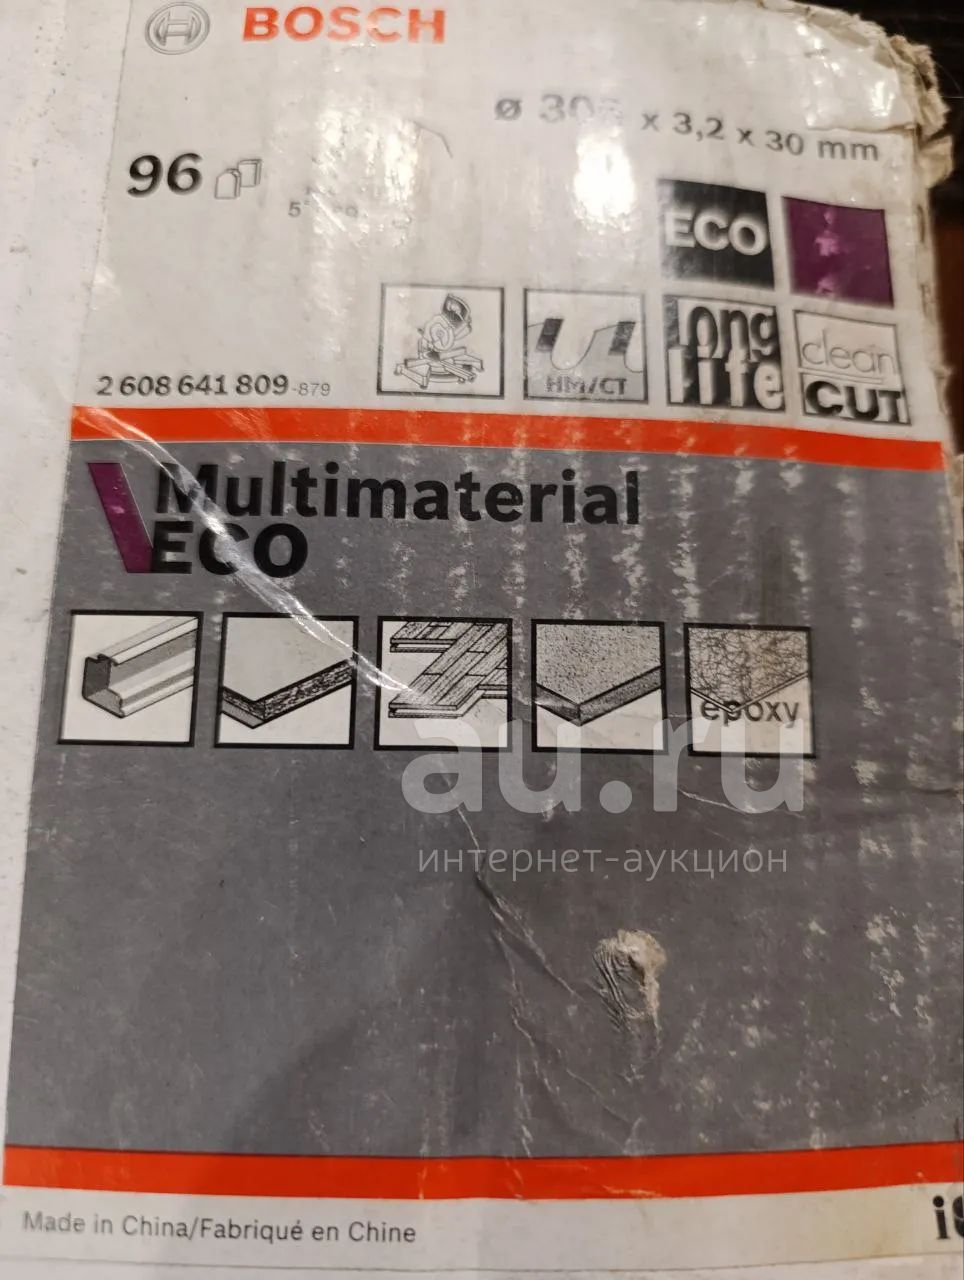 BOSCH
x 3,2 x 30 mm
96
ECO
HM/CT
Long
Life
clean
CUT
2 608 641 809-879
Multimaterial
ECO
epoxy
au.ru
интернет-аукцион
Made in China/Fabriqué en Chine